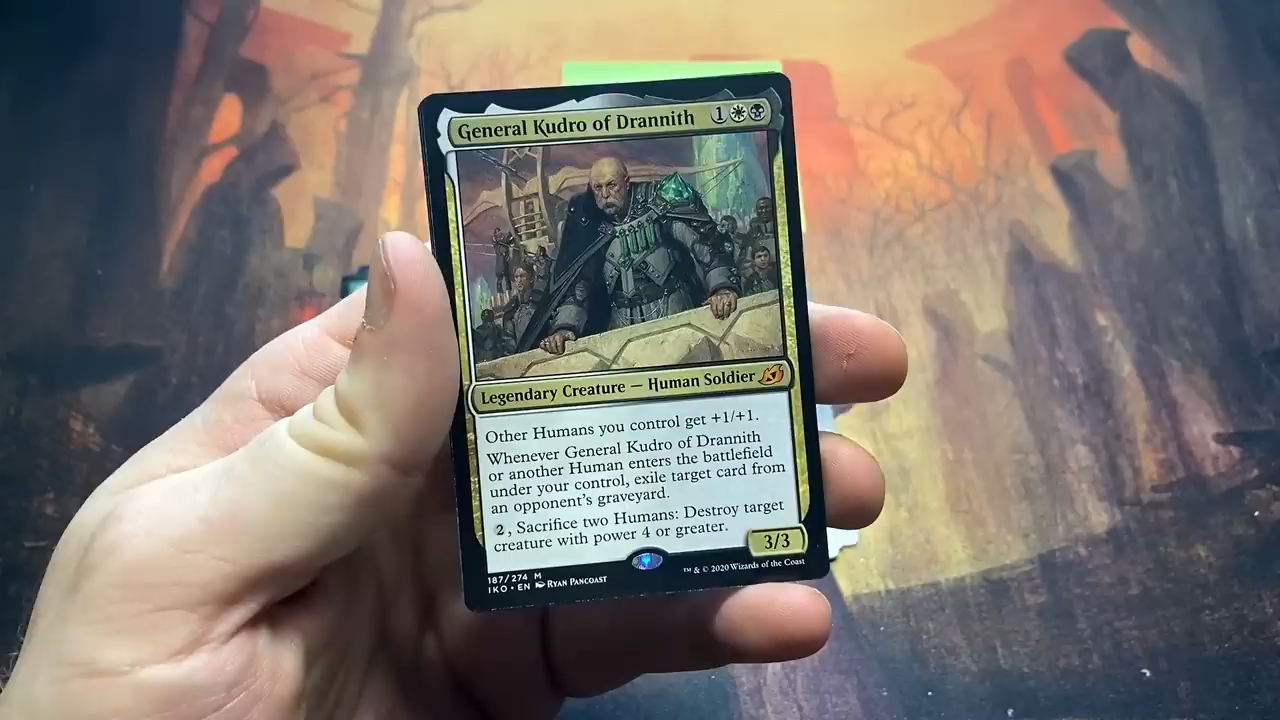 General Kudro of Drannith 1
Legendary Creature — Human Soldier
Other Humans you control get +1/+1.
Whenever General Kudro of Drannith
or another Human enters the battlefield
under your control, exile target card from
an opponent's graveyard.
2, Sacrifice two Humans: Destroy target
creature with power 4 or greater.
3/3
187/274 M
IKO • EN Ryan Pancoast
™ & © 2020 Wizards of the Coast